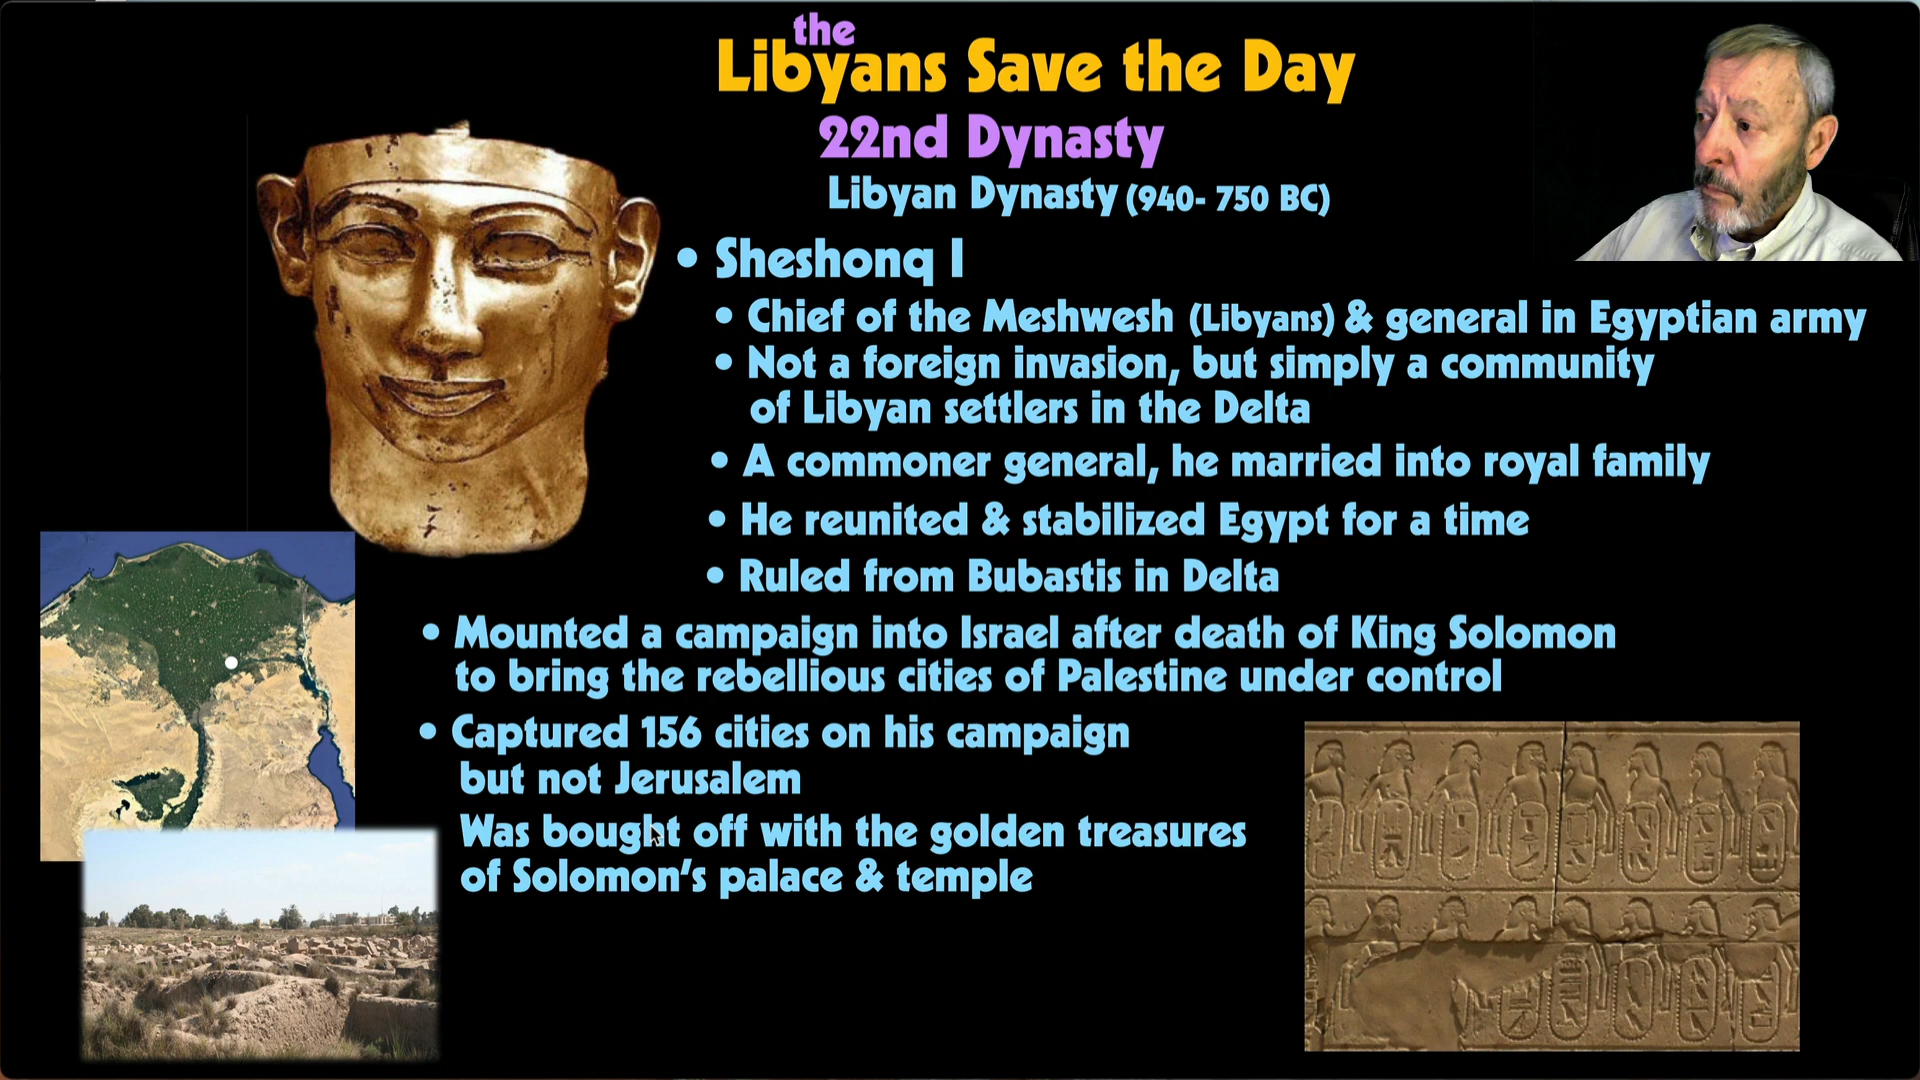 the
Libyans Save the Day
22nd Dynasty
Libyan Dynasty (940- 750 BC)
• Sheshonq I
• Chief of the Meshwesh (Libyans) & general in Egyptian army
• Not a foreign invasion, but simply a community
of Libyan settlers in the Delta
• A commoner general, he married into royal family
• He reunited & stabilized Egypt for a time
• Ruled from Bubastis in Delta
• Mounted a campaign into Israel after death of King Solomon
to bring the rebellious cities of Palestine under control
• Captured 156 cities on his campaign
but not Jerusalem
Was bought off with the golden treasures
of Solomon's palace & temple